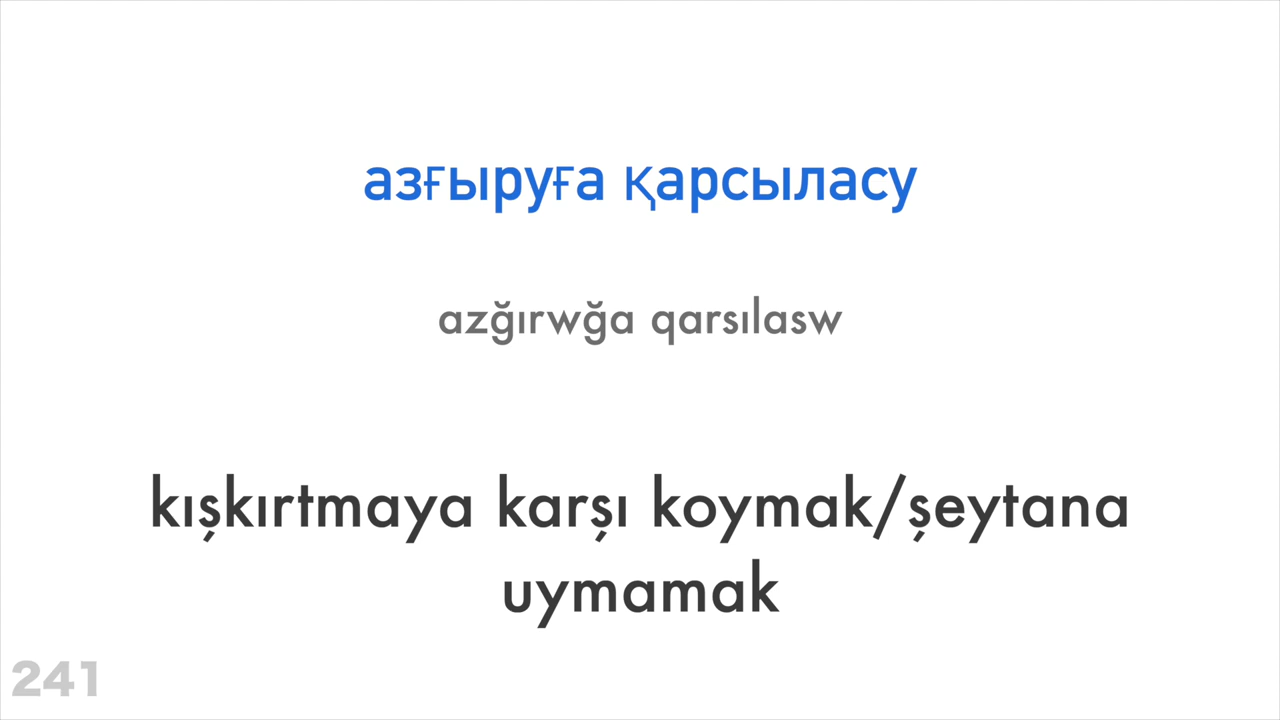 азғыруға қарсыласу
azğırwğa qarsılasw
kışkırtmaya karşı koymak/şeytana
uymamak
241